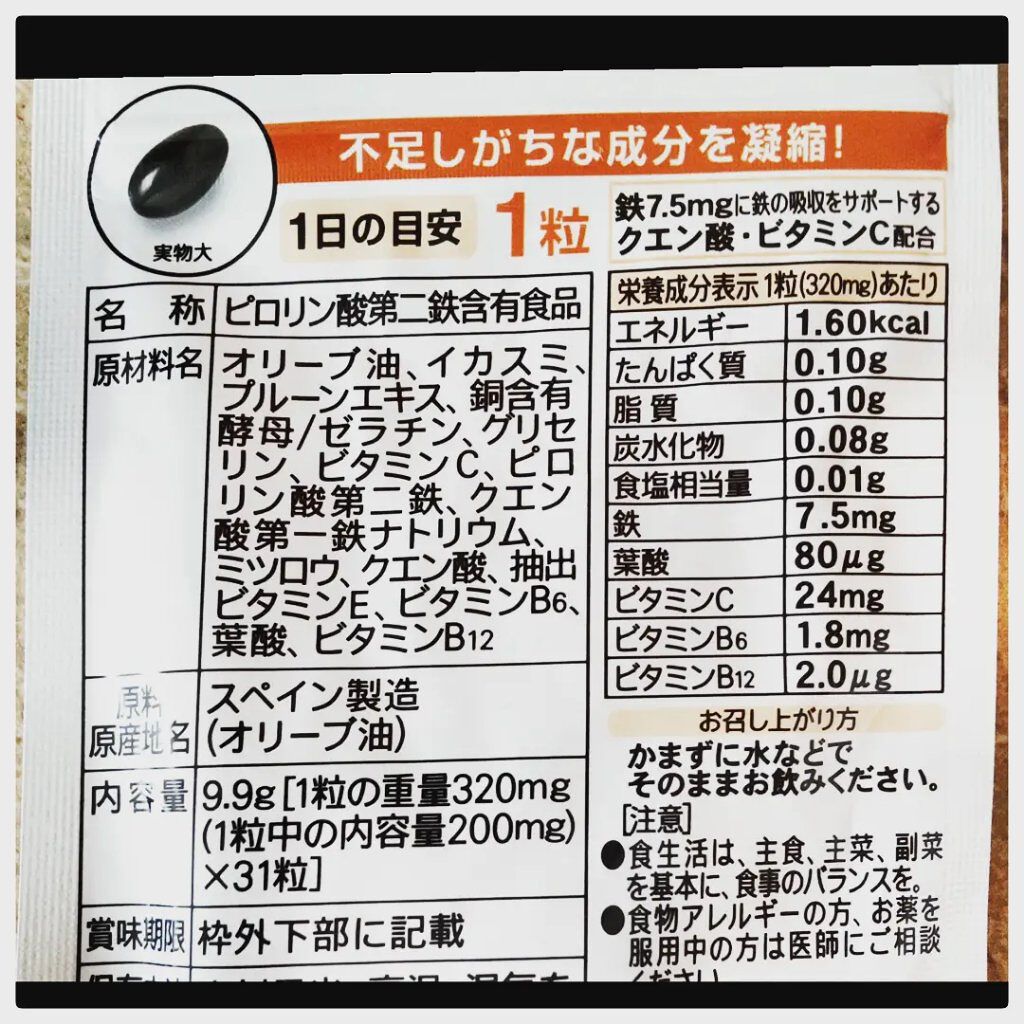 不足しがちな成分を凝縮!
実物大
1日の目安 1粒
鉄7.5mgに鉄の吸収をサポートする
クエン酸・ビタミンC配合
名称 ピロリン酸第二鉄含有食品
原材料名 オリーブ油、イカスミ、
プルーンエキス、銅含有
酵母/ゼラチン、グリセ
リン、ビタミンC、ピロ
リン酸第二鉄、クエン
酸第一鉄ナトリウム、
ミツロウ、クエン酸、抽出
ビタミンE、ビタミンB6、
葉酸、ビタミンB12
原料
原産地名 スペイン製造
(オリーブ油)
内容量 9.9g[1粒の重量320mg
(1粒中の内容量200mg)
×31粒]
賞味期限 枠外下部に記載
栄養成分表示 1粒(320mg)あたり
エネルギー 1.60kcal
たんぱく質 0.10g
脂質 0.10g
炭水化物 0.08g
食塩相当量 0.01g
鉄 7.5mg
葉酸 80μg
ビタミンC 24mg
ビタミンB6 1.8mg
ビタミンB12 2.0μg
お召し上がり方
かまずに水などで
そのままお飲みください。
[注意]
●食生活は、主食、主菜、副菜
を基本に、食事のバランスを。
●食物アレルギーの方、お薬を
服用中の方は医師にご相談
ください